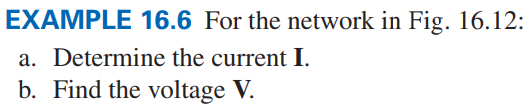 EXAMPLE 16.6 For the network in Fig. 16.12:
a. Determine the current I.
b. Find the voltage V.